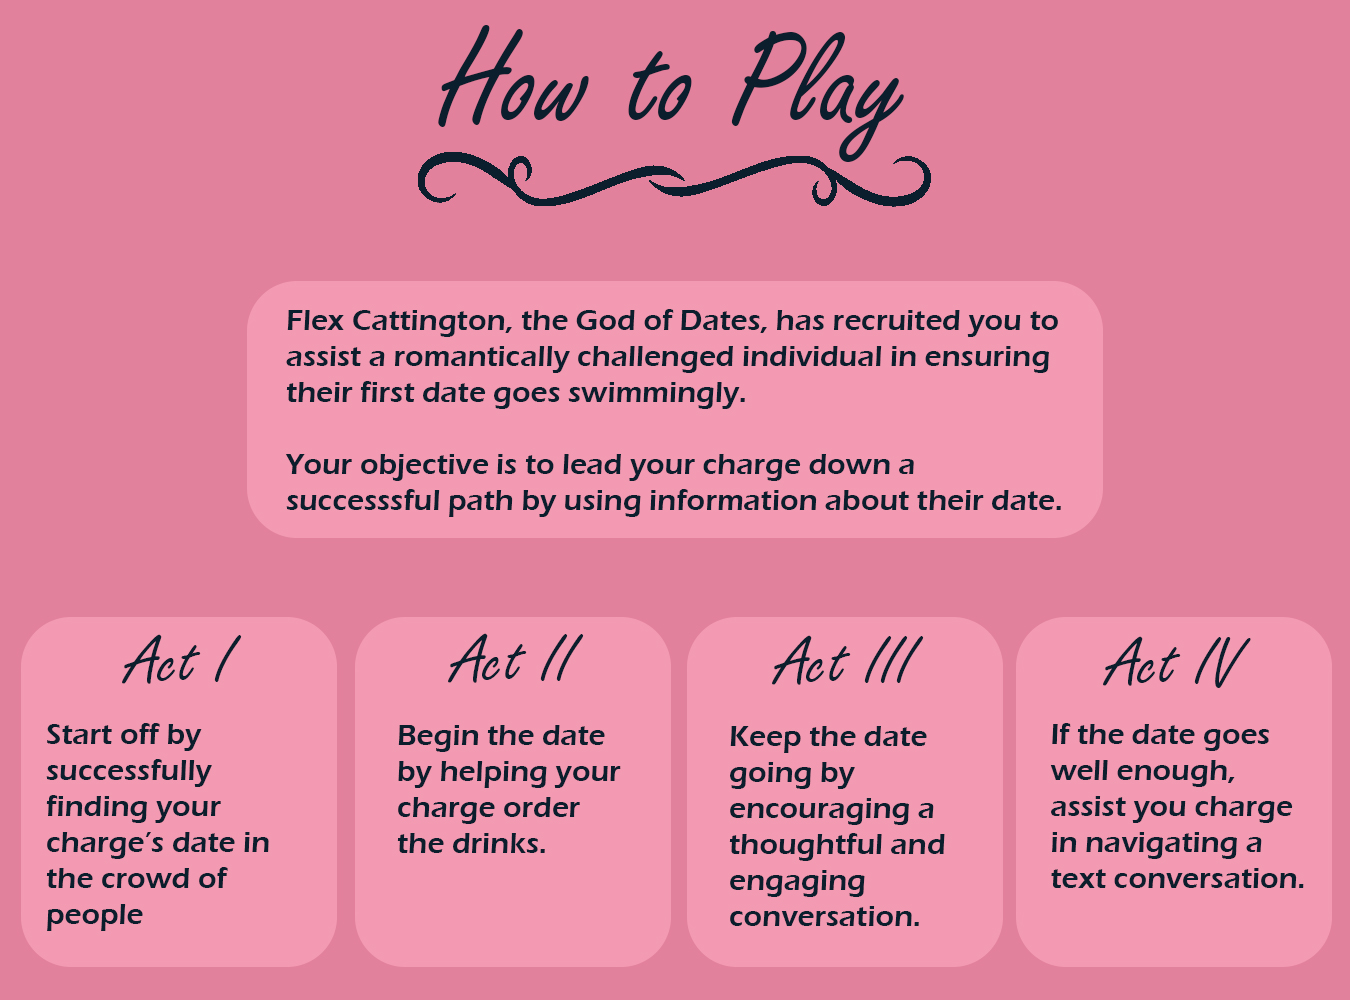 How to Play
Flex Cattington, the God of Dates, has recruited you to
assist a romantically challenged individual in ensuring
their first date goes swimmingly.
Your objective is to lead your charge down a
successsful path by using information about their date.
Act I
Start off by
successfully
finding your
charge's date in
the crowd of
people
Act II
Begin the date
by helping your
charge order
the drinks.
Act III
Keep the date
going by
encouraging a
thoughtful and
engaging
conversation.
Act IV
If the date goes
well enough,
assist you charge
in navigating a
text conversation.